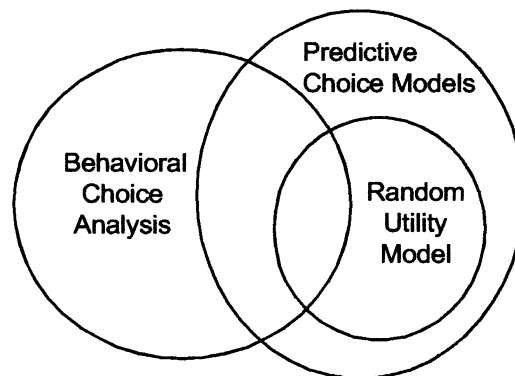 Predictive
Choice Models
Behavioral
Choice
Analysis
Random
Utility
Model